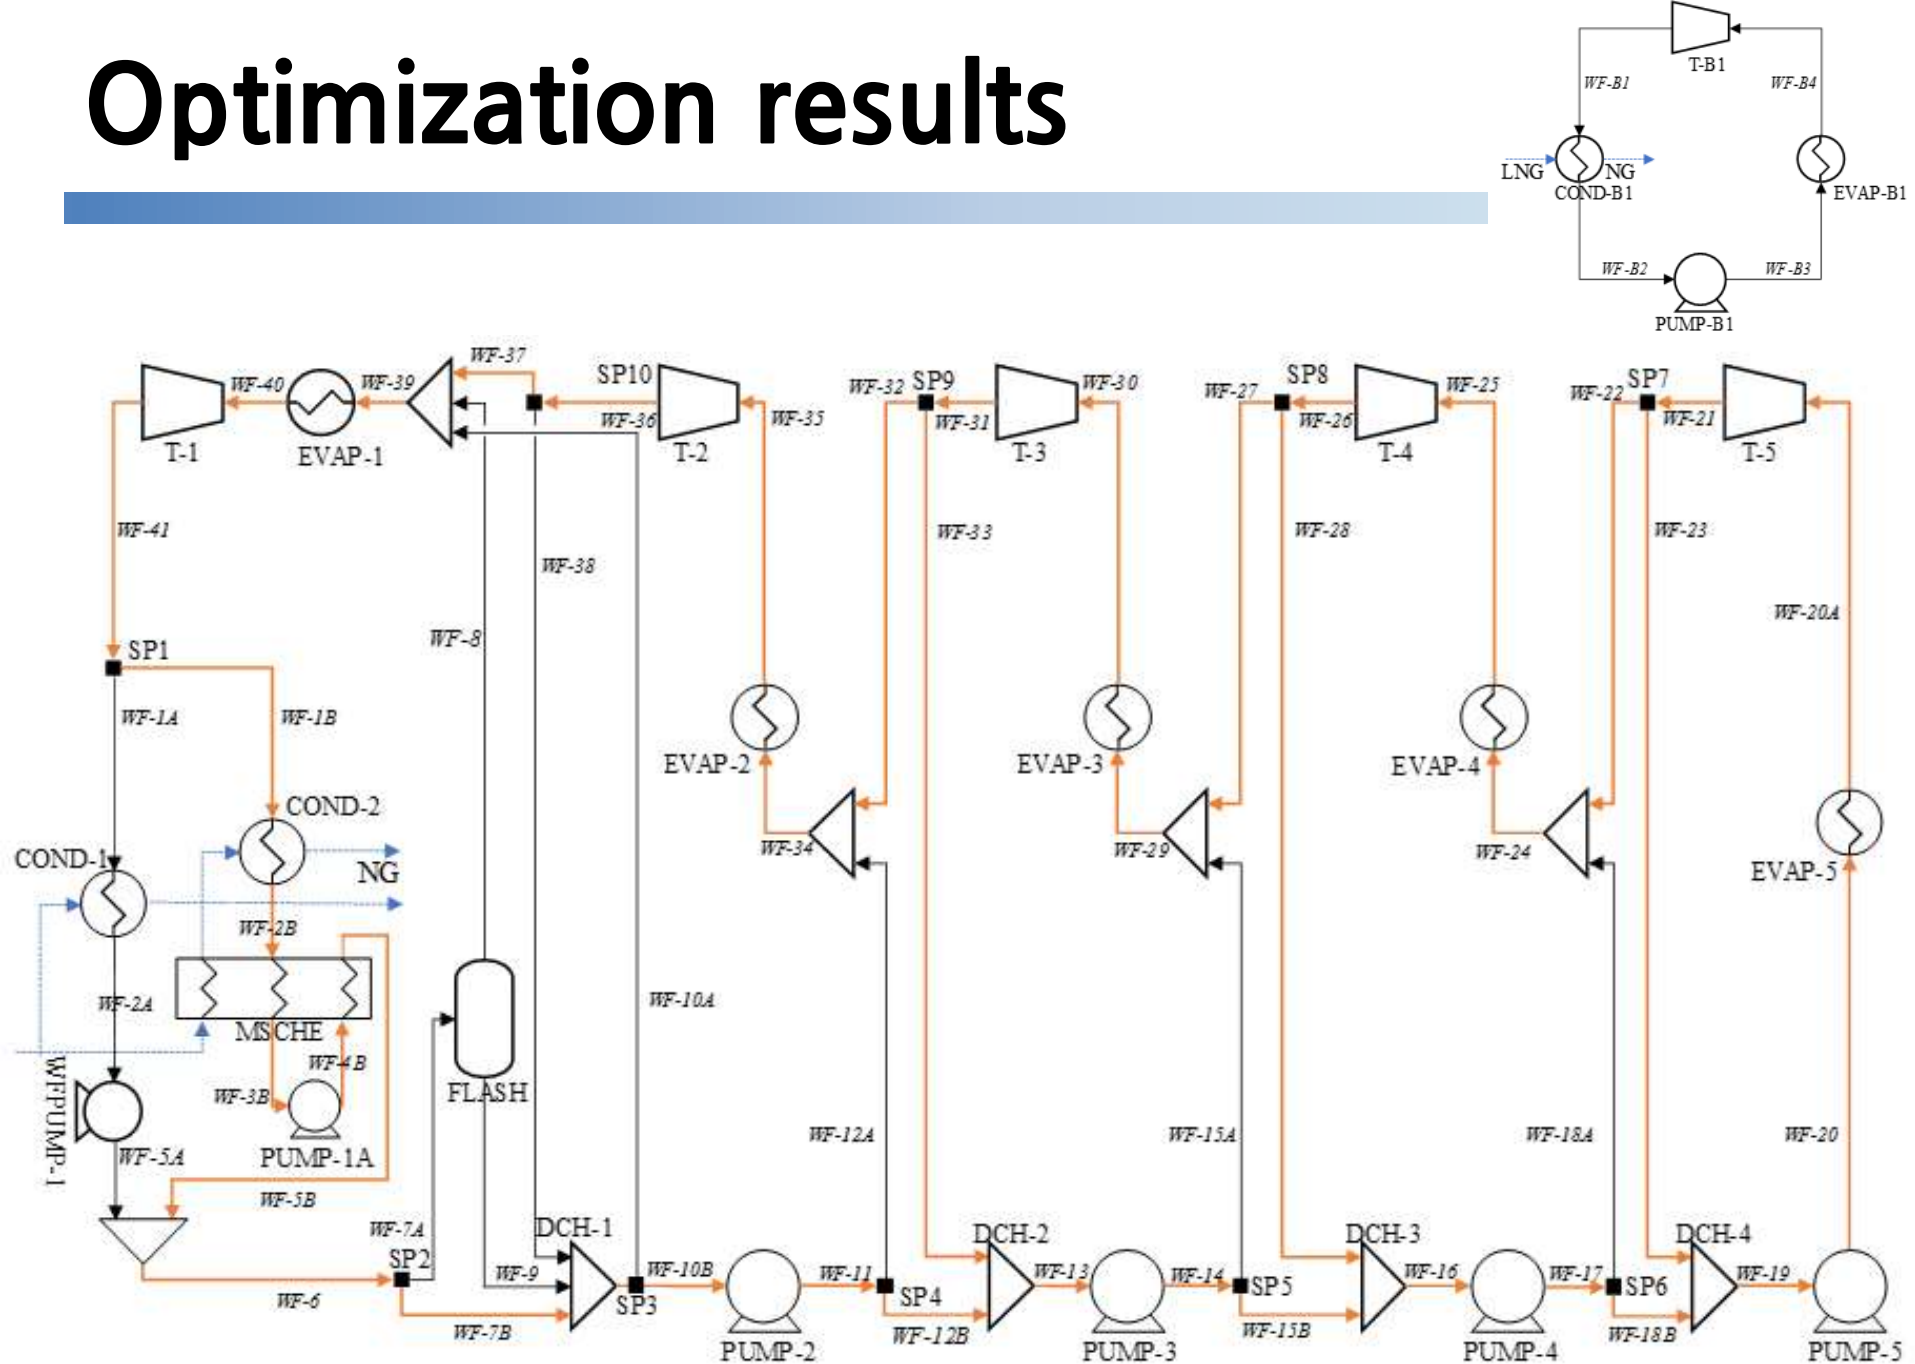 Optimization results
T-B1
WF-B1
WF-B4
LNG
NG
COND-B1
EVAP-B1
WF-B2
WF-B3
PUMP-B1
WF-37
WF-40
WF-39
SP10
WF-36
WF-35
WF-32
SP9
WF-31
WF-30
WF-27
SP8
WF-26
WF-25
WF-22
SP7
WF-21
T-1
EVAP-1
T-2
T-3
T-4
T-5
WF-41
WF-38
WF-33
WF-28
WF-23
WF-8
WF-20A
SP1
WF-1A
WF-1B
EVAP-2
EVAP-3
EVAP-4
COND-2
COND-1
NG
WF-34
WF-29
WF-24
EVAP-5
WF-2B
WF-2A
MSCHE
WF-10A
WF-4B
WF-3B
FLASH
WFPUMP-1
WF-5A
PUMP-1A
WF-5B
WF-12A
WF-15A
WF-18A
WF-20
WF-7A
DCH-1
DCH-2
DCH-3
DCH-4
SP2
WF-9
WF-10B
WF-11
WF-13
WF-14
WF-16
WF-17
WF-19
WF-6
SP3
SP4
SP5
SP6
WF-7B
WF-12B
WF-15B
WF-18B
PUMP-2
PUMP-3
PUMP-4
PUMP-5